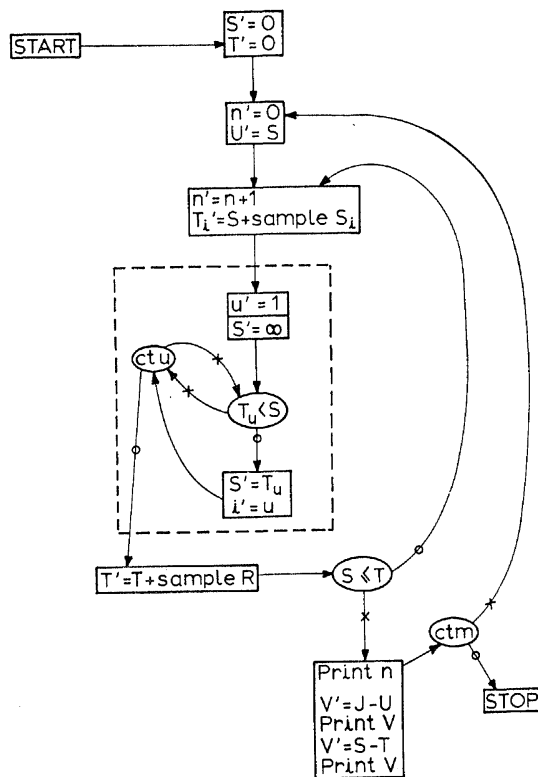 START
S'=0
T'=0
n'=0
U'=S
n'=n+1
Ti'=S+sample Si
u'=1
S'=∞
ctu
Tu<S
S'=Tu
i'=u
T'=T+sample R
S⩽T
ctm
Print n
V'=J-U
Print V
V'=S-T
Print V
STOP